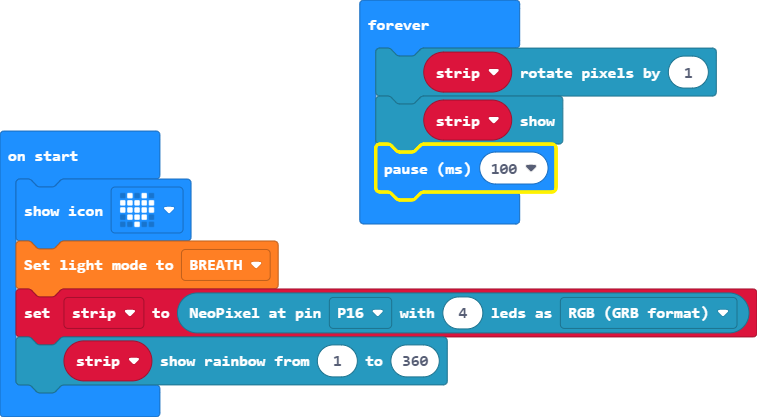 forever
strip rotate pixels by 1
strip show
pause (ms) 100
on start
show icon
Set light mode to BREATH
set strip to NeoPixel at pin P16 with 4 leds as RGB (GRB format)
strip show rainbow from 1 to 360